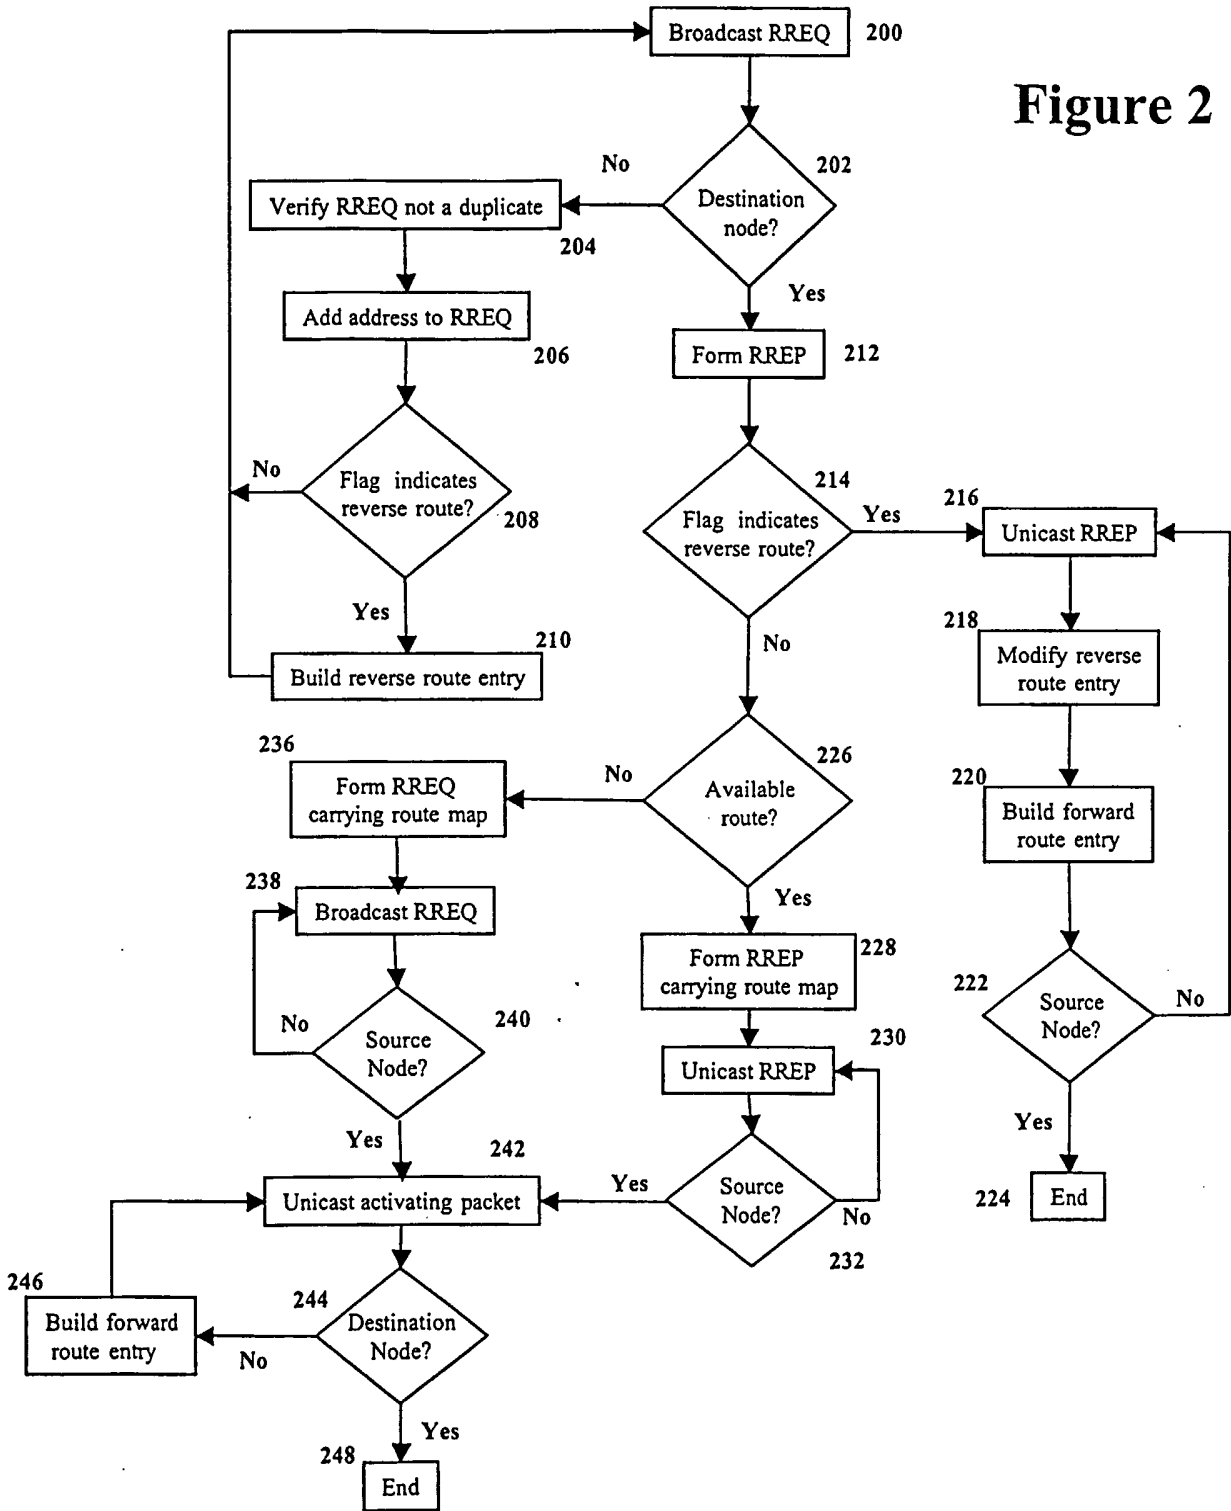 Broadcast RREQ
200
Figure 2
202
No
Destination
node?
Verify RREQ not a duplicate
204
Yes
Add address to RREQ
206
Form RREP
212
No
Flag indicates
reverse route?
208
214
Flag indicates
reverse route?
Yes
216
Unicast RREP
Yes
210
Build reverse route entry
No
218
Modify reverse
route entry
236
Form RREQ
carrying route map
No
226
Available
route?
220
Build forward
route entry
238
Broadcast RREQ
Yes
Form RREP
carrying route map
228
222
Source
Node?
No
No
240
Source
Node?
230
Unicast RREP
Yes
Yes
242
Unicast activating packet
Yes
Source
Node?
No
232
224
End
246
Build forward
route entry
244
No
Destination
Node?
Yes
248
End